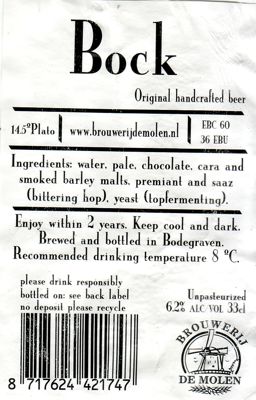 Bock
Original handcrafted beer
14.5°Plato
www.brouwerijdemolen.nl
EBC 60
36 EBU
Ingredients: water, pale, chocolate, cara and
smoked barley malts, premiant and saaz
(bittering hop), yeast (topfermenting).
Enjoy within 2 years. Keep cool and dark.
Brewed and bottled in Bodegraven.
Recommended drinking temperature 8 °C.
please drink responsibly
bottled on: see back label
no deposit please recycle
Unpasteurized
6.2% ALC VOL 33cl
8 717624 421747
BROUWERIJ
DE MOLEN